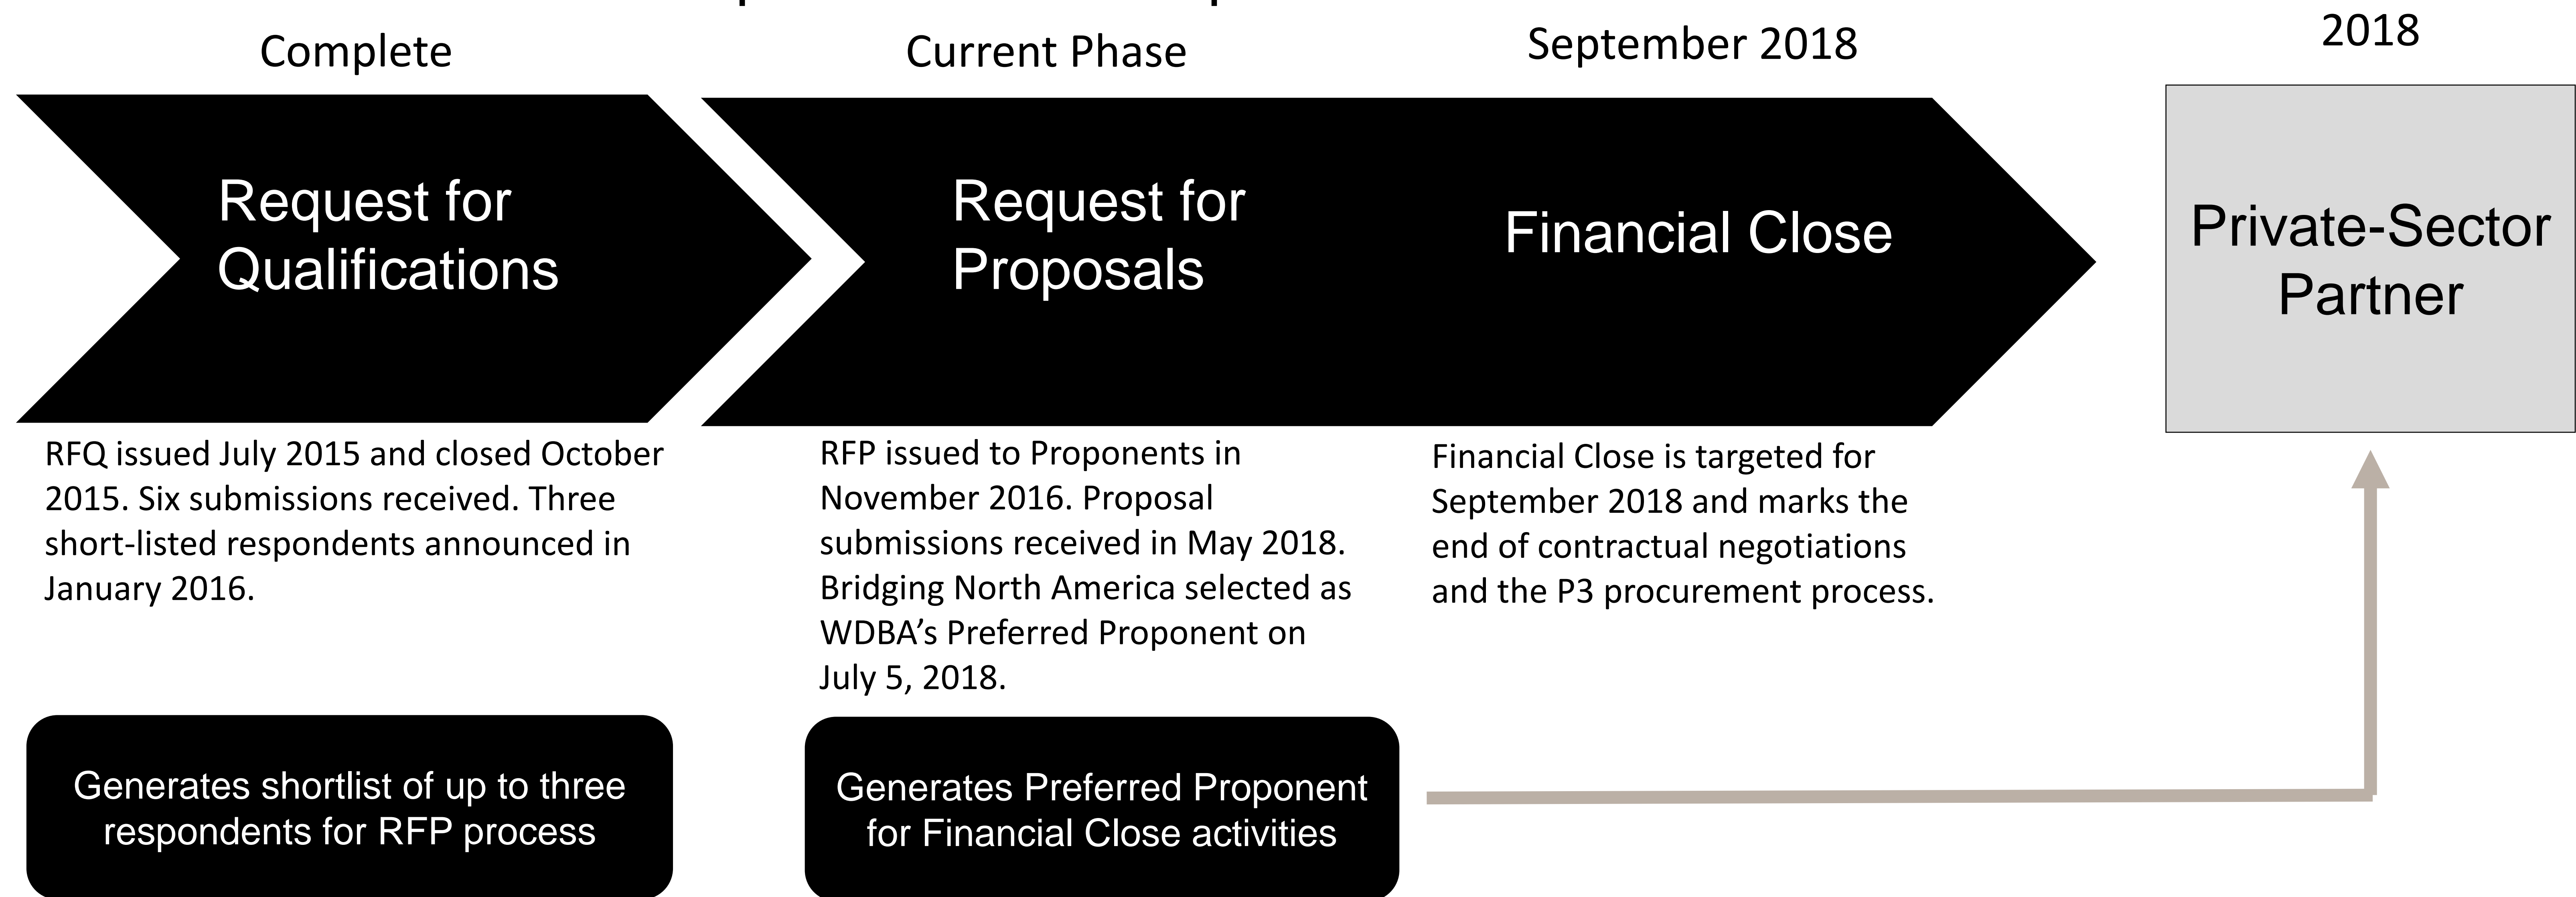 Complete
Current Phase
September 2018
2018
Request for
Qualifications
Request for
Proposals
Financial Close
Private-Sector
Partner
RFQ issued July 2015 and closed October
2015. Six submissions received. Three
short-listed respondents announced in
January 2016.
RFP issued to Proponents in
November 2016. Proposal
submissions received in May 2018.
Bridging North America selected as
WDBA’s Preferred Proponent on
July 5, 2018.
Financial Close is targeted for
September 2018 and marks the
end of contractual negotiations
and the P3 procurement process.
Generates shortlist of up to three
respondents for RFP process
Generates Preferred Proponent
for Financial Close activities